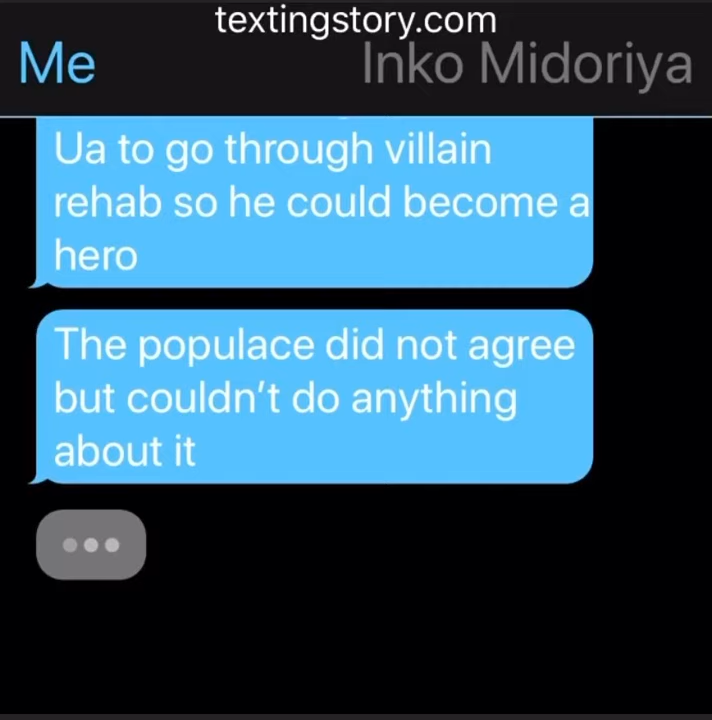 textingstory.com
Me
Inko Midoriya
Ua to go through villain
rehab so he could become a
hero
The populace did not agree
but couldn’t do anything
about it